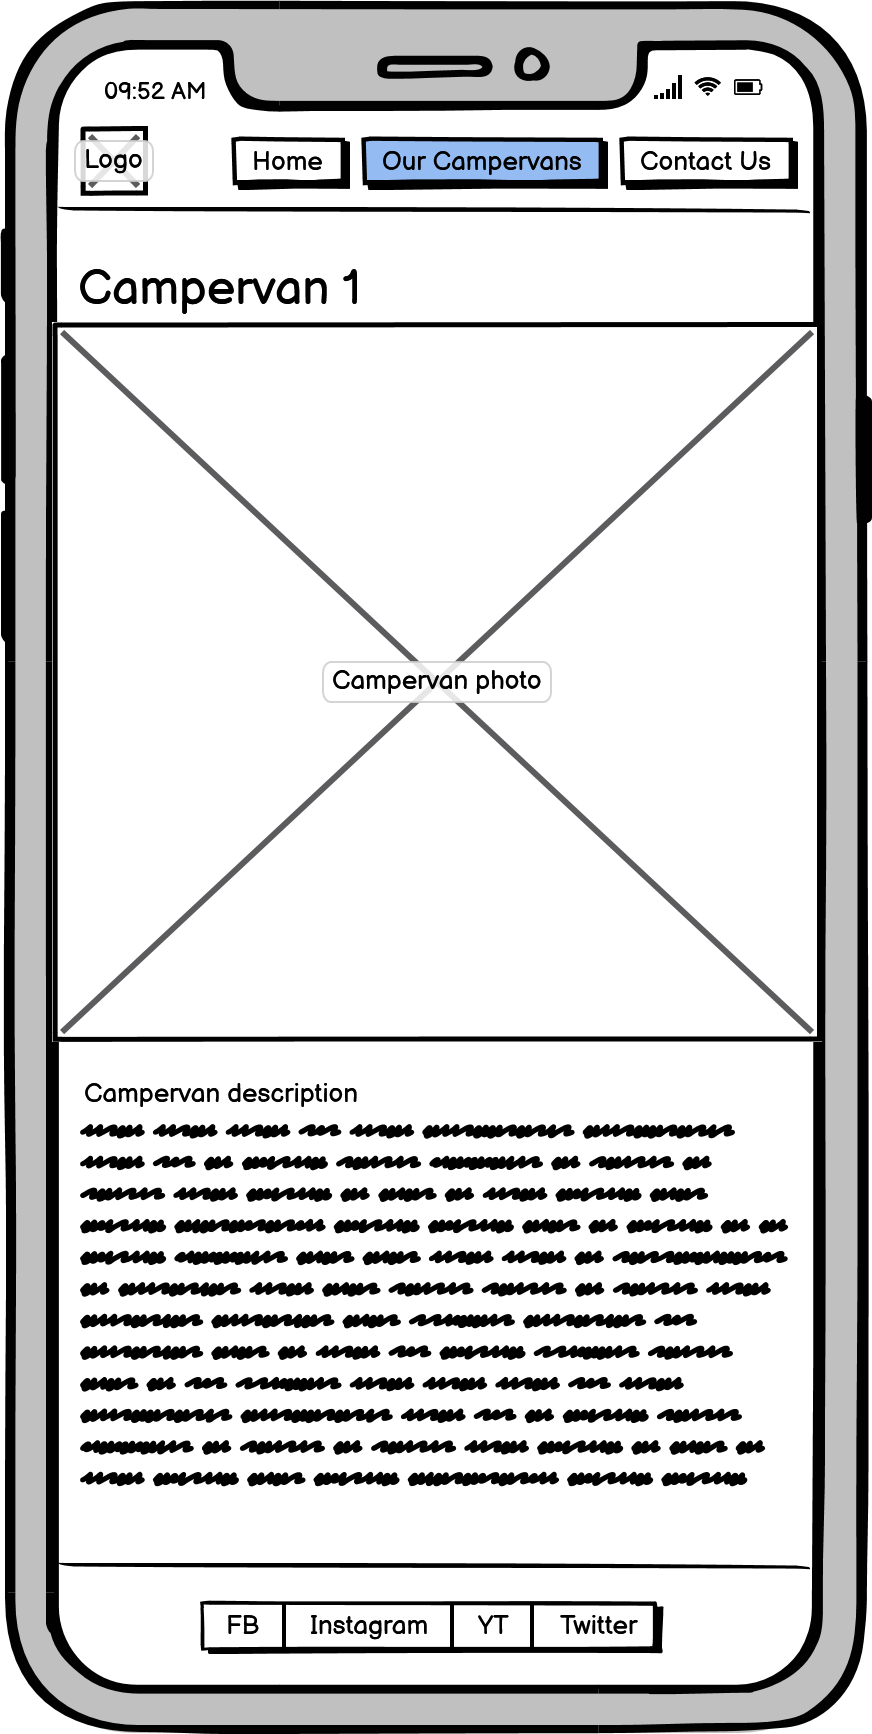 09:52 AM
Logo
Home
Our Campervans
Contact Us
Campervan 1
Campervan photo
Campervan description
FB
Instagram
YT
Twitter